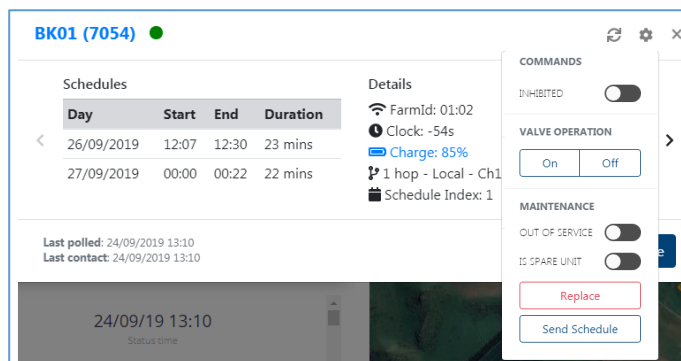 BK01 (7054)
Schedules
Day Start End Duration
26/09/2019 12:07 12:30 23 mins
27/09/2019 00:00 00:22 22 mins
Details
FarmId: 01:02
Clock: -54s
Charge: 85%
1 hop - Local - Ch1
Schedule Index: 1
COMMANDS
INHIBITED
VALVE OPERATION
On Off
MAINTENANCE
OUT OF SERVICE
IS SPARE UNIT
Replace
Send Schedule
Last polled: 24/09/2019 13:10
Last contact: 24/09/2019 13:10
e
24/09/19 13:10
Status time